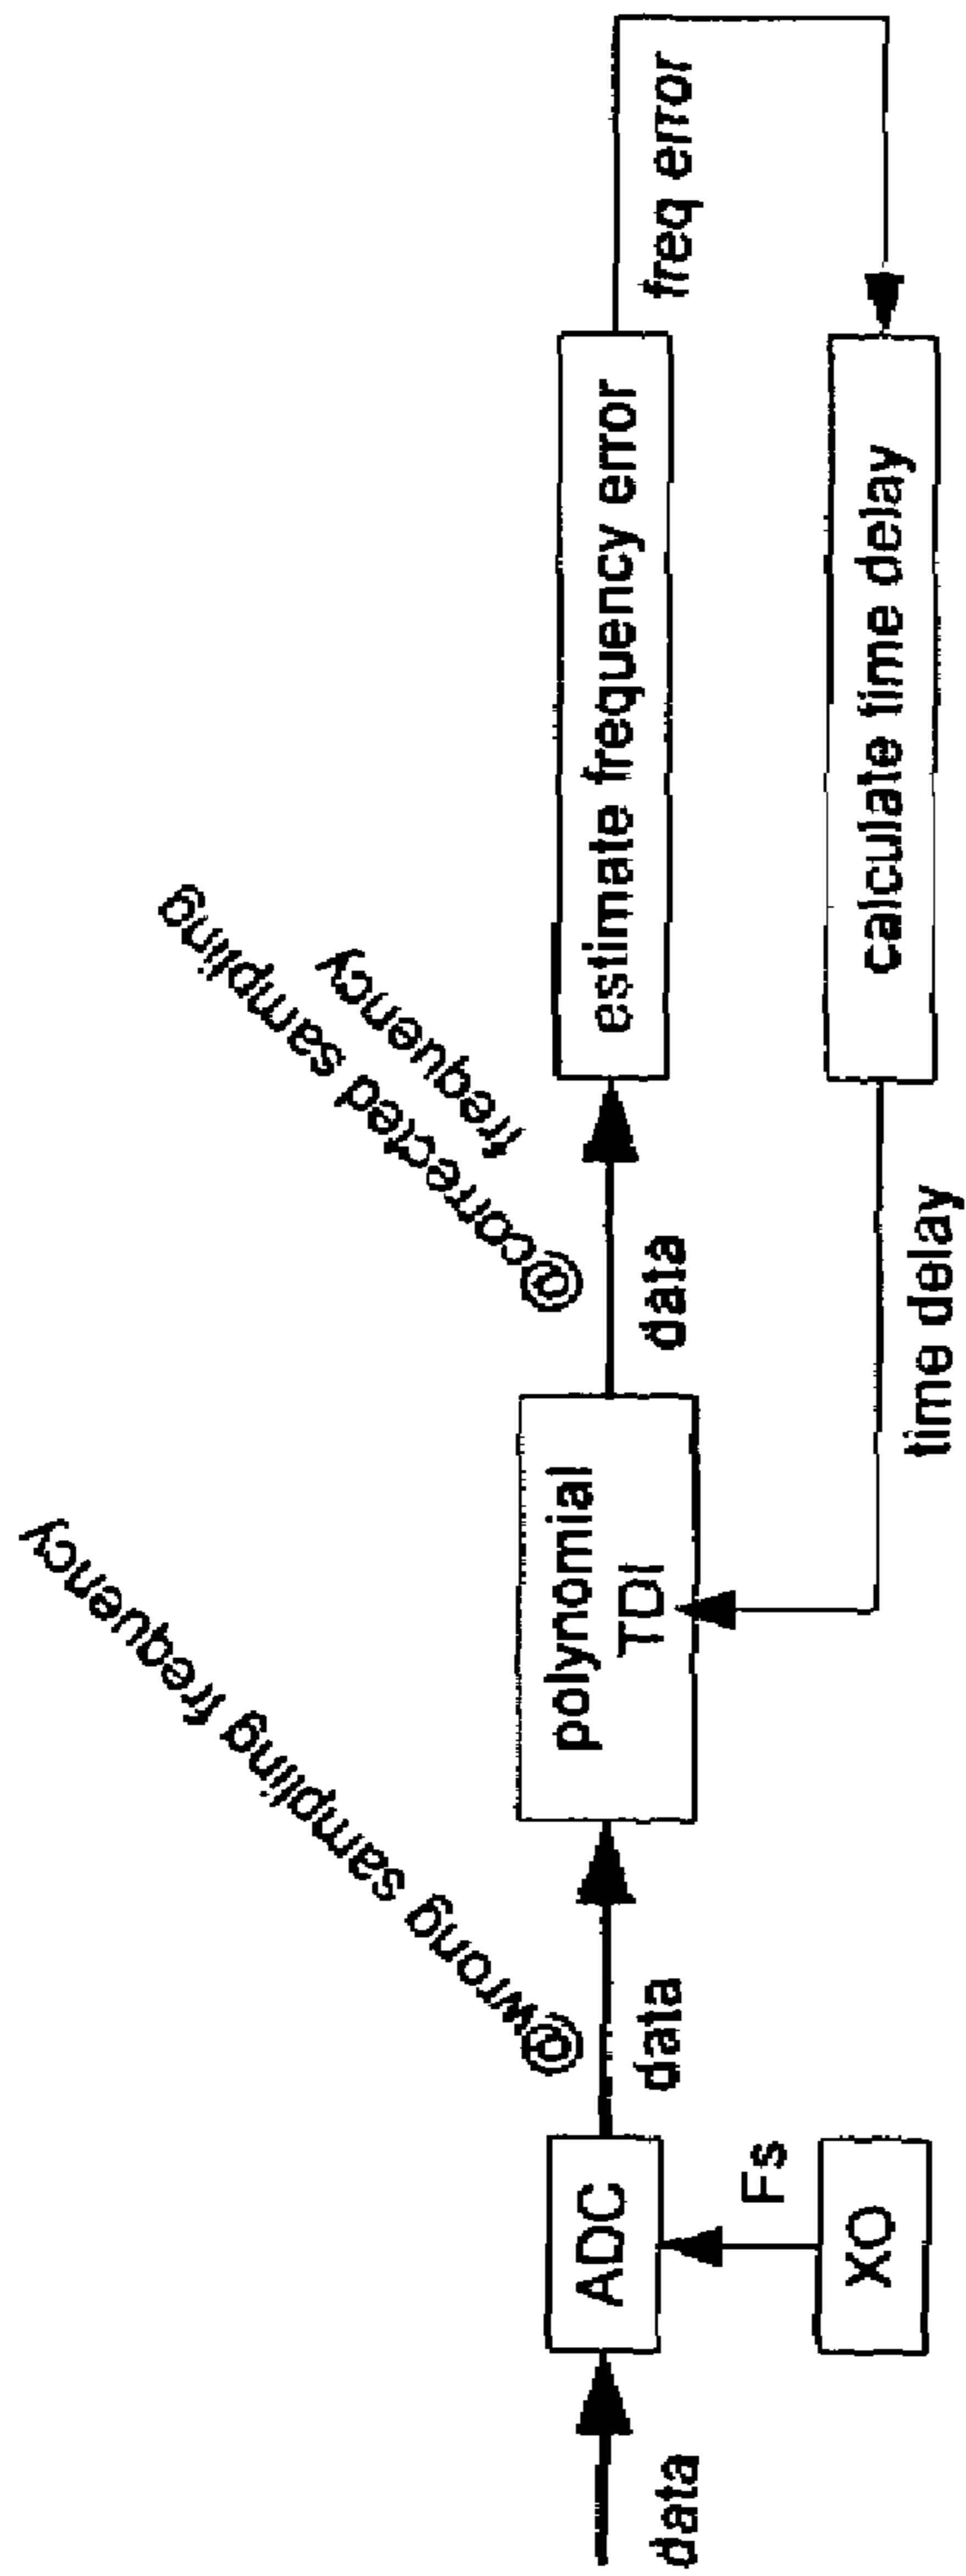 data
ADC
Fs
XO
@wrong sampling frequency
data
polynomial
TDI
@corrected sampling
frequency
data
estimate frequency error
freq error
calculate time delay
time delay